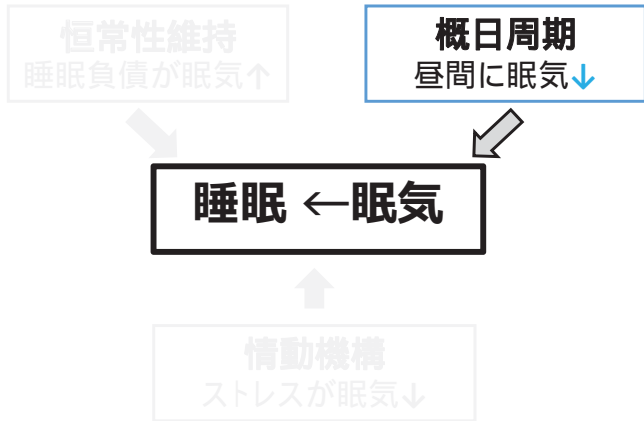 恒常性維持
睡眠負債が眠気↑
概日周期
昼間に眠気↓
睡眠 ←眠気
情動機構
ストレスが眠気↓